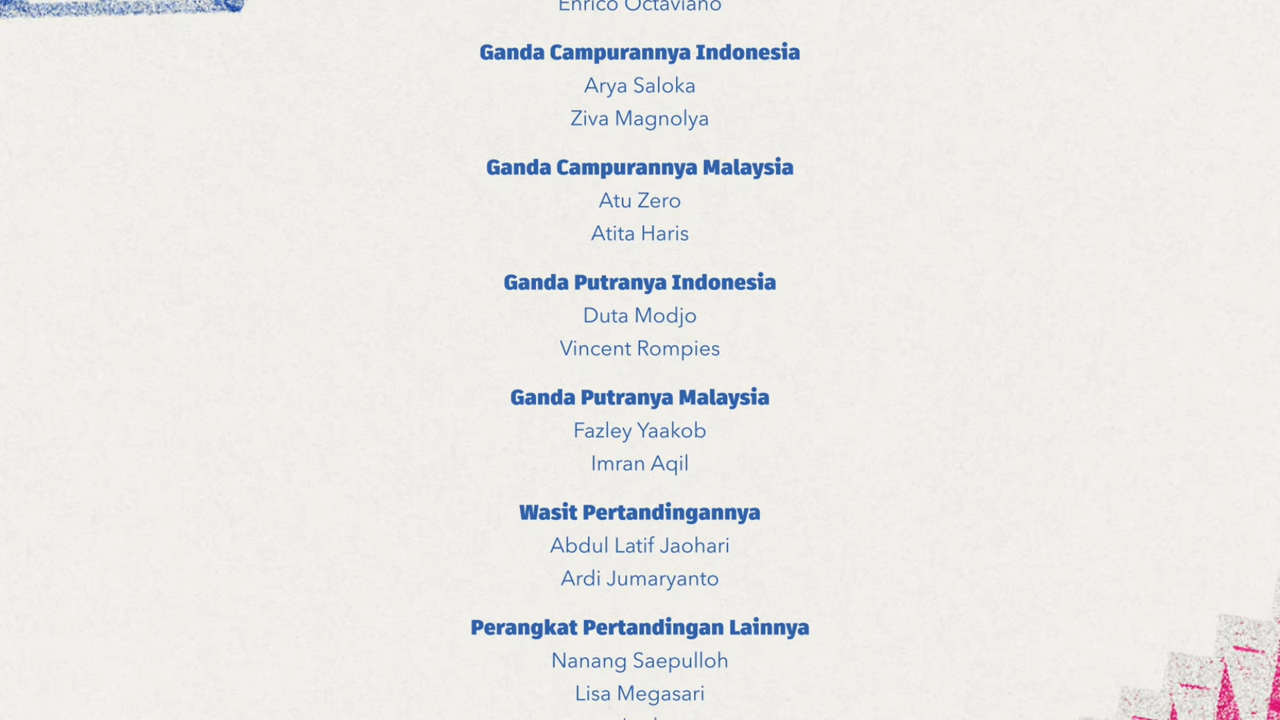 Enrico Octaviano
Ganda Campurannya Indonesia
Arya Saloka
Ziva Magnolya
Ganda Campurannya Malaysia
Atu Zero
Atita Haris
Ganda Putranya Indonesia
Duta Modjo
Vincent Rompies
Ganda Putranya Malaysia
Fazley Yaakob
Imran Aqil
Wasit Pertandingannya
Abdul Latif Jaohari
Ardi Jumaryanto
Perangkat Pertandingan Lainnya
Nanang Saepulloh
Lisa Megasari